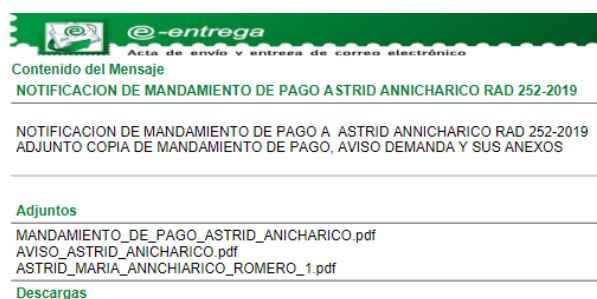 @-entrega
Acta de envío y entrega de correo electrónico
Contenido del Mensaje
NOTIFICACION DE MANDAMIENTO DE PAGO ASTRID ANNICHARICO RAD 252-2019
NOTIFICACION DE MANDAMIENTO DE PAGO A ASTRID ANNICHARICO RAD 252-2019
ADJUNTO COPIA DE MANDAMIENTO DE PAGO, AVISO DEMANDA Y SUS ANEXOS
Adjuntos
MANDAMIENTO_DE_PAGO_ASTRID_ANICHARICO.pdf
AVISO_ASTRID_ANICHARICO.pdf
ASTRID_MARIA_ANNCHIARICO_ROMERO_1.pdf
Descargas